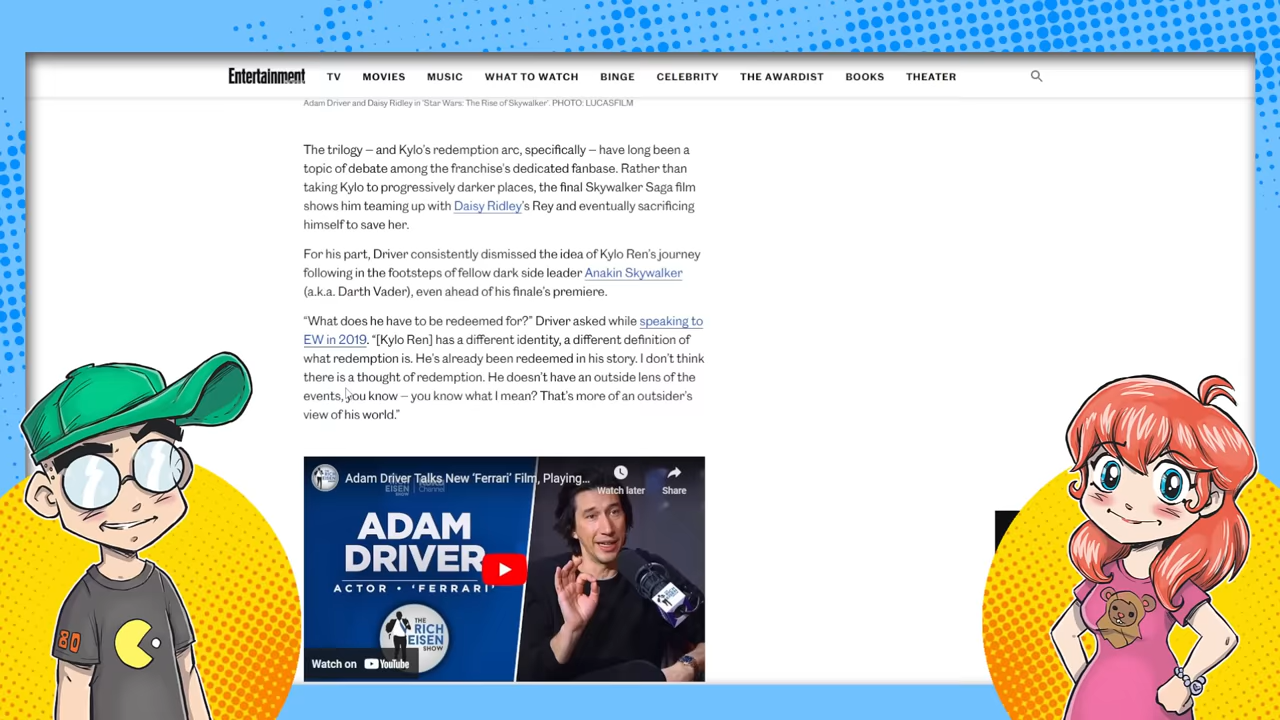 Entertainment TV MOVIES MUSIC WHAT TO WATCH BINGE CELEBRITY THE AWARDIST BOOKS THEATER
Adam Driver and Daisy Ridley in 'Star Wars: The Rise of Skywalker'. PHOTO: LUCASFILM
The trilogy — and Kylo's redemption arc, specifically — have long been a
topic of debate among the franchise's dedicated fanbase. Rather than
taking Kylo to progressively darker places, the final Skywalker Saga film
shows him teaming up with Daisy Ridley's Rey and eventually sacrificing
himself to save her.
For his part, Driver consistently dismissed the idea of Kylo Ren's journey
following in the footsteps of fellow dark side leader Anakin Skywalker
(a.k.a. Darth Vader), even ahead of his finale's premiere.
“What does he have to be redeemed for?” Driver asked while speaking to
EW in 2019. “[Kylo Ren] has a different identity, a different definition of
what redemption is. He's already been redeemed in his story. I don't think
there is a thought of redemption. He doesn't have an outside lens of the
events, you know — you know what I mean? That's more of an outsider's
view of his world.”
Adam Driver Talks New ‘Ferrari’ Film, Playing...
Watch later
Share
EISEN
SHOW
Channel
ADAM
DRIVER
ACTOR • ‘FERRARI’
THE
RICH
EISEN
SHOW
Watch on YouTube
80